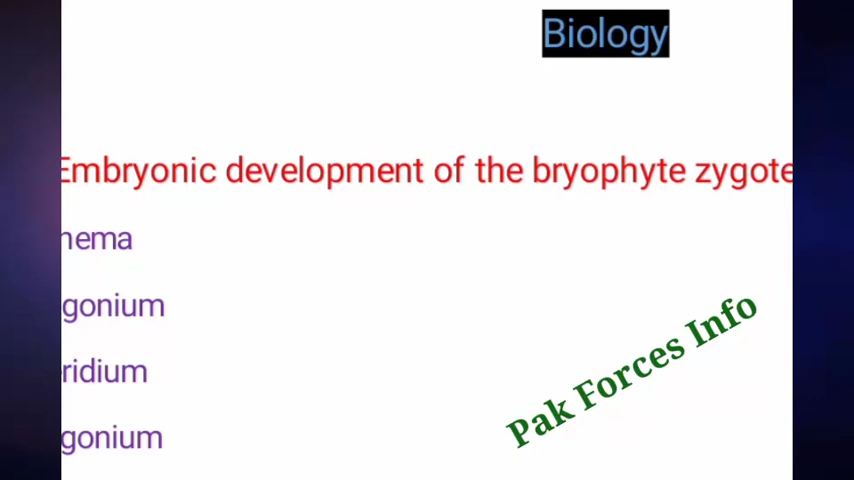 Biology
Embryonic development of the bryophyte zygote
nema
gonium
ridium
gonium
Pak Forces Info